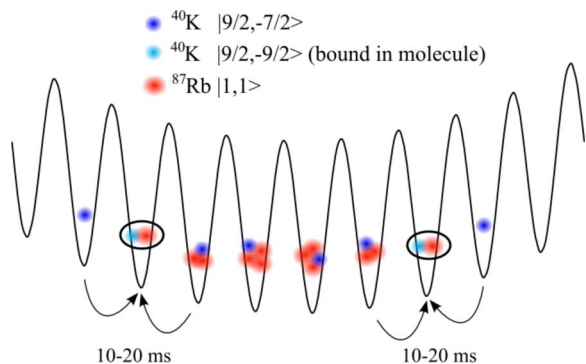 ⁴⁰K |9/2,-7/2>
⁴⁰K |9/2,-9/2> (bound in molecule)
⁸⁷Rb |1,1>
10-20 ms
10-20 ms